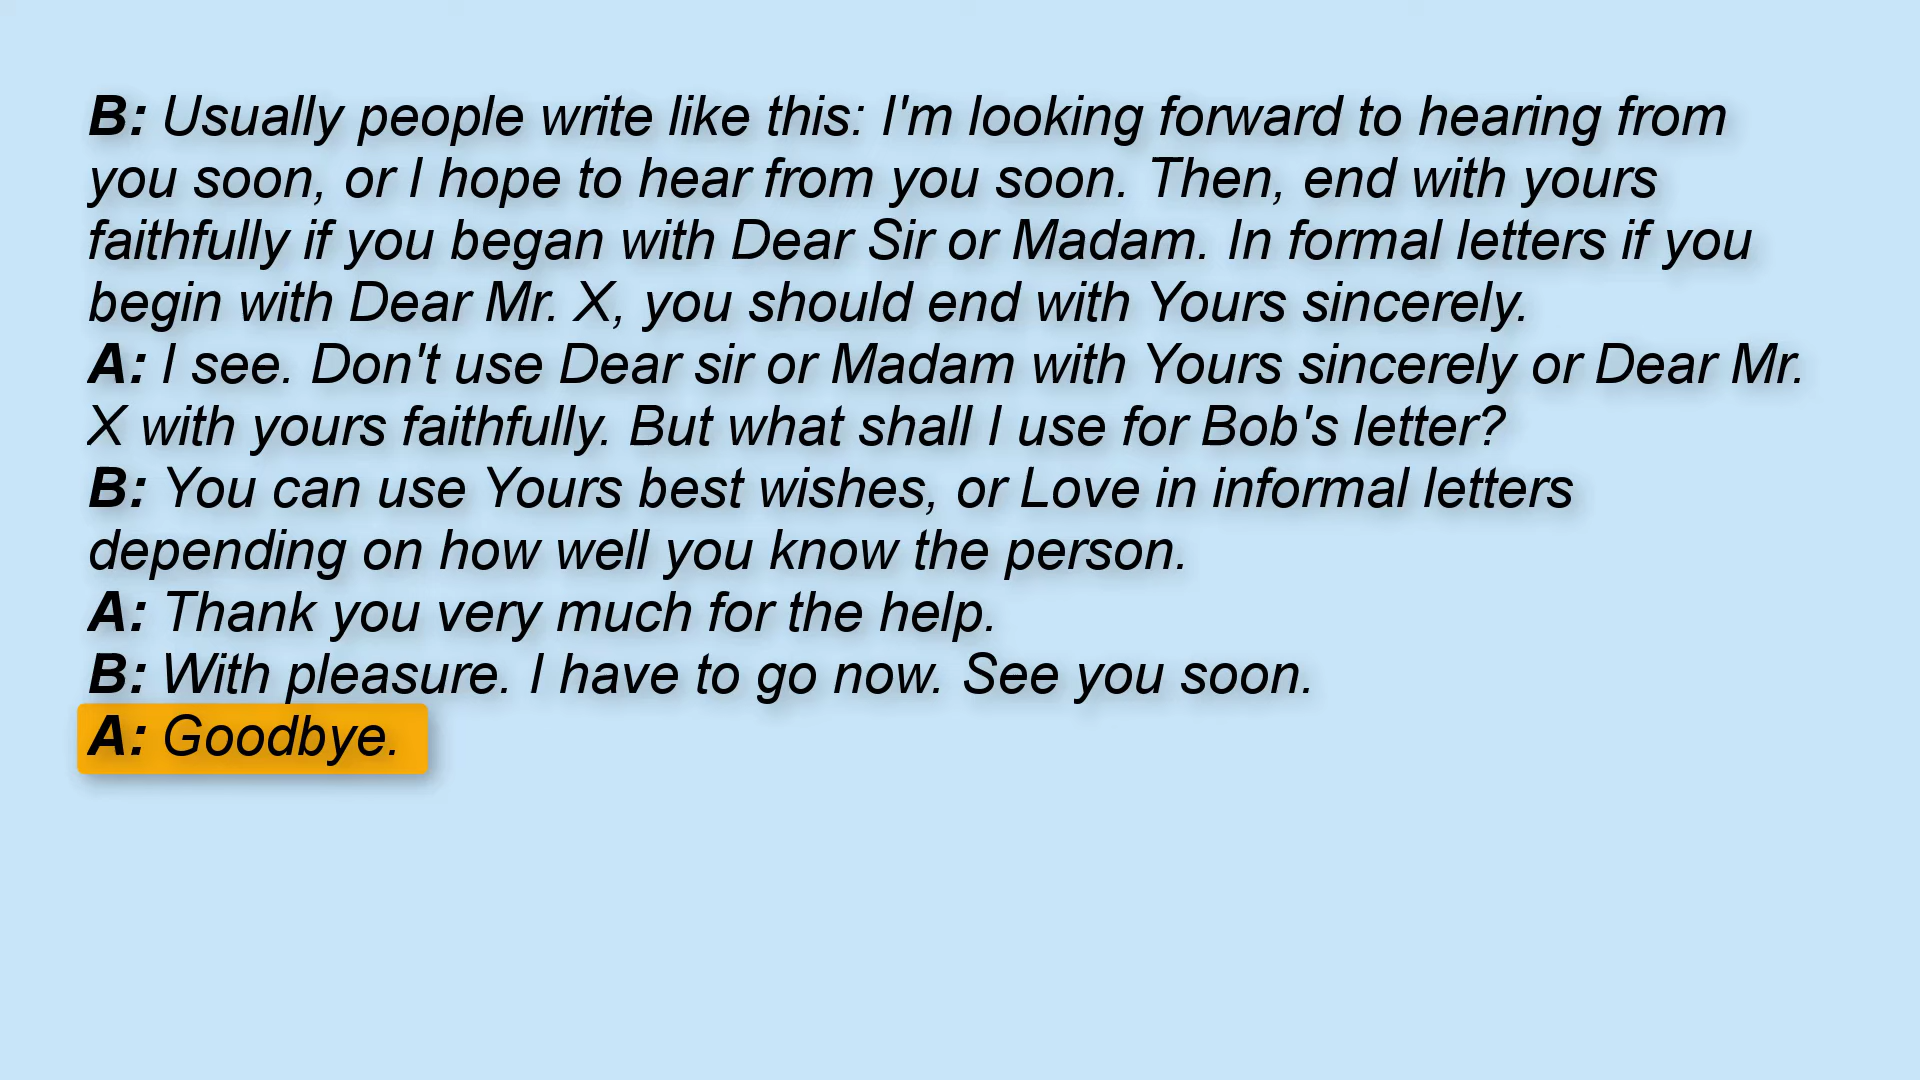 B: Usually people write like this: I'm looking forward to hearing from
you soon, or I hope to hear from you soon. Then, end with yours
faithfully if you began with Dear Sir or Madam. In formal letters if you
begin with Dear Mr. X, you should end with Yours sincerely.
A: I see. Don't use Dear sir or Madam with Yours sincerely or Dear Mr.
X with yours faithfully. But what shall I use for Bob's letter?
B: You can use Yours best wishes, or Love in informal letters
depending on how well you know the person.
A: Thank you very much for the help.
B: With pleasure. I have to go now. See you soon.
A: Goodbye.